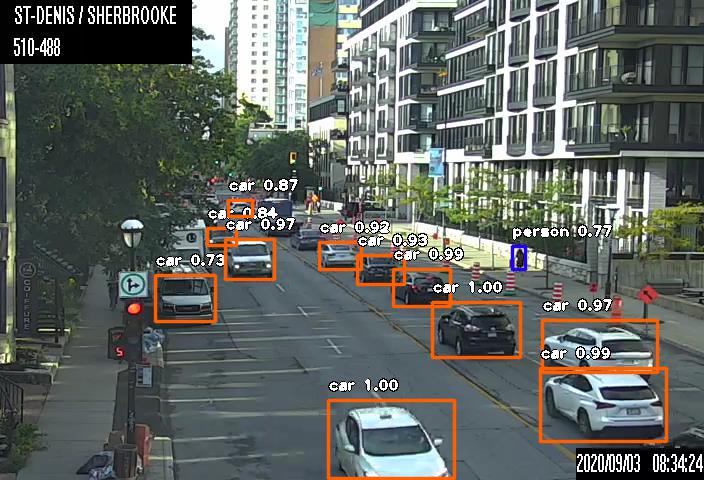 ST-DENIS / SHERBROOKE
510-488
car 0.87
car 0.84
car 0.97
car 0.92
car 0.93
person 0.77
car 0.73
car 0.99
car 1.00
car 0.97
car 0.99
car 1.00
COIFFURE
5
2020/09/03 08:34:24